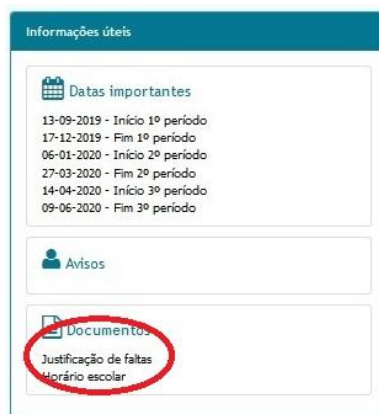 Informações úteis
Datas importantes
13-09-2019 - Início 1º período
17-12-2019 - Fim 1º período
06-01-2020 - Início 2º período
27-03-2020 - Fim 2º período
14-04-2020 - Início 3º período
09-06-2020 - Fim 3º período
Avisos
Documentos
Justificação de faltas
Horário escolar